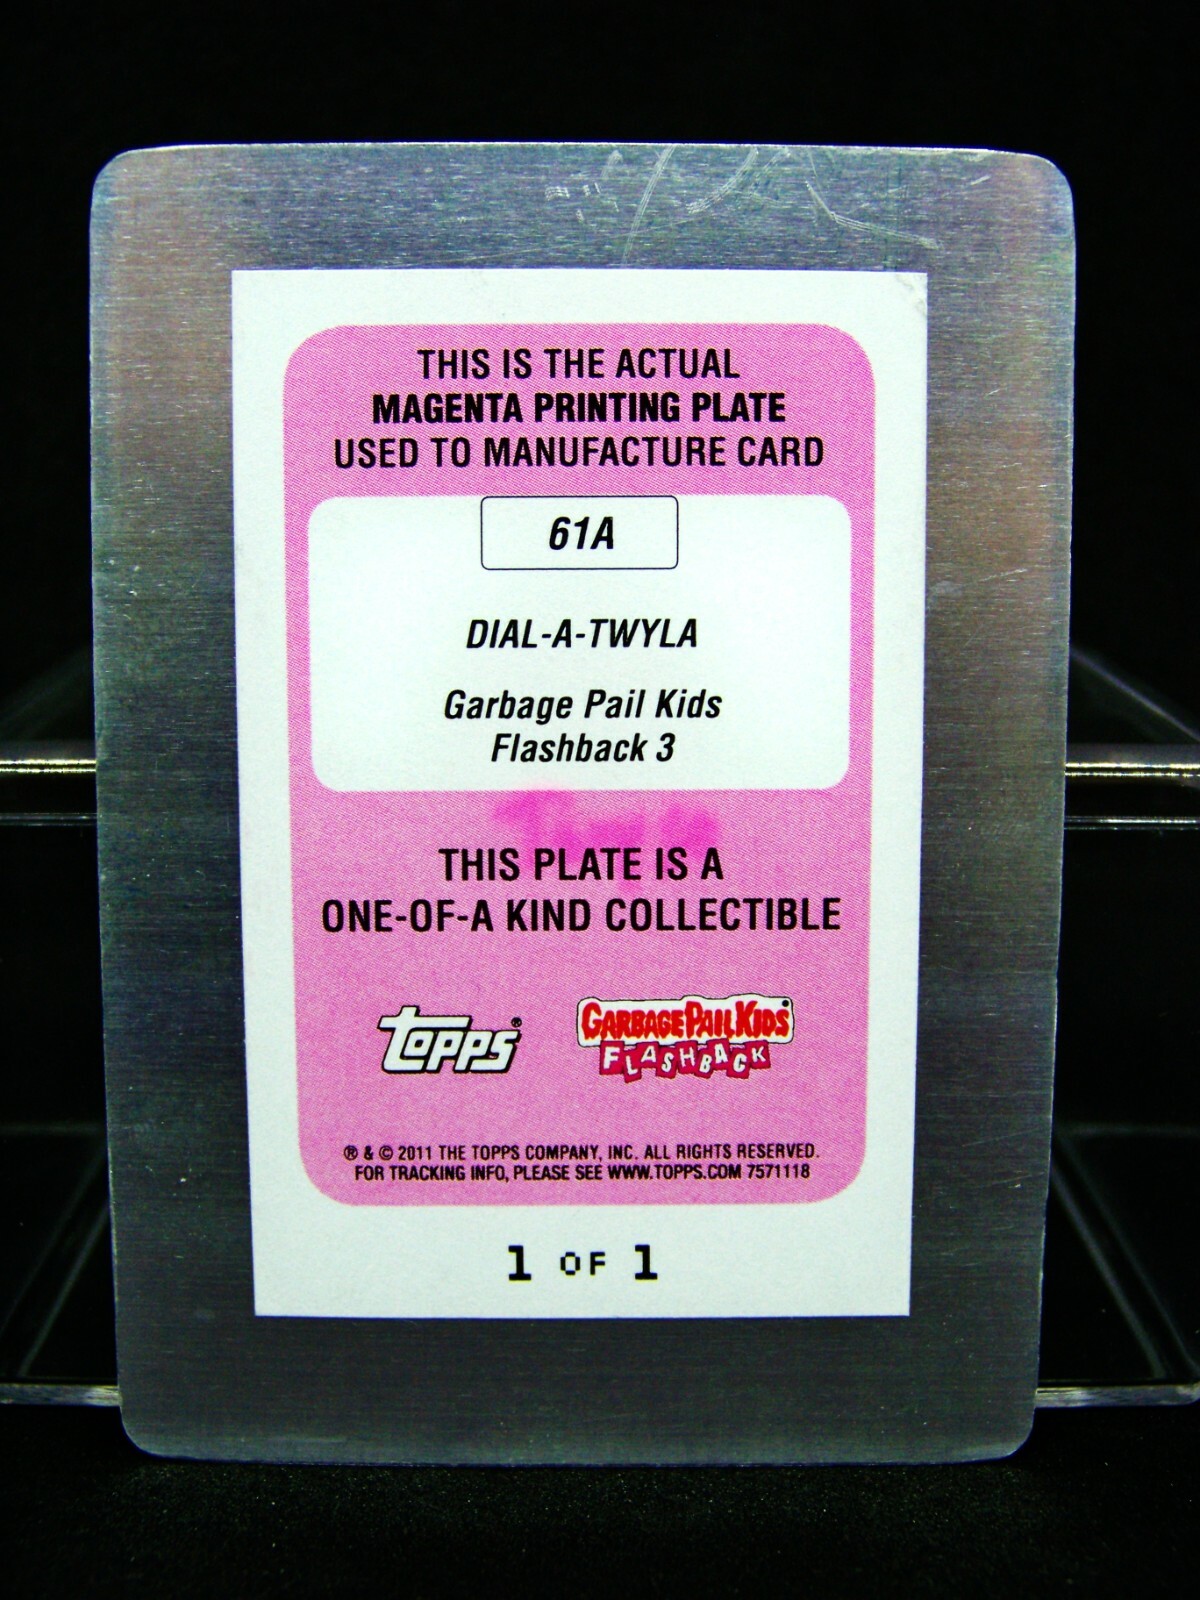 THIS IS THE ACTUAL
MAGENTA PRINTING PLATE
USED TO MANUFACTURE CARD
61A
DIAL-A-TWYLA
Garbage Pail Kids
Flashback 3
THIS PLATE IS A
ONE-OF-A KIND COLLECTIBLE
topps®
GARBAGE PAIL KIDS®
FLASHBACK
® & © 2011 THE TOPPS COMPANY, INC. ALL RIGHTS RESERVED.
FOR TRACKING INFO, PLEASE SEE WWW.TOPPS.COM 7571118
1 OF 1